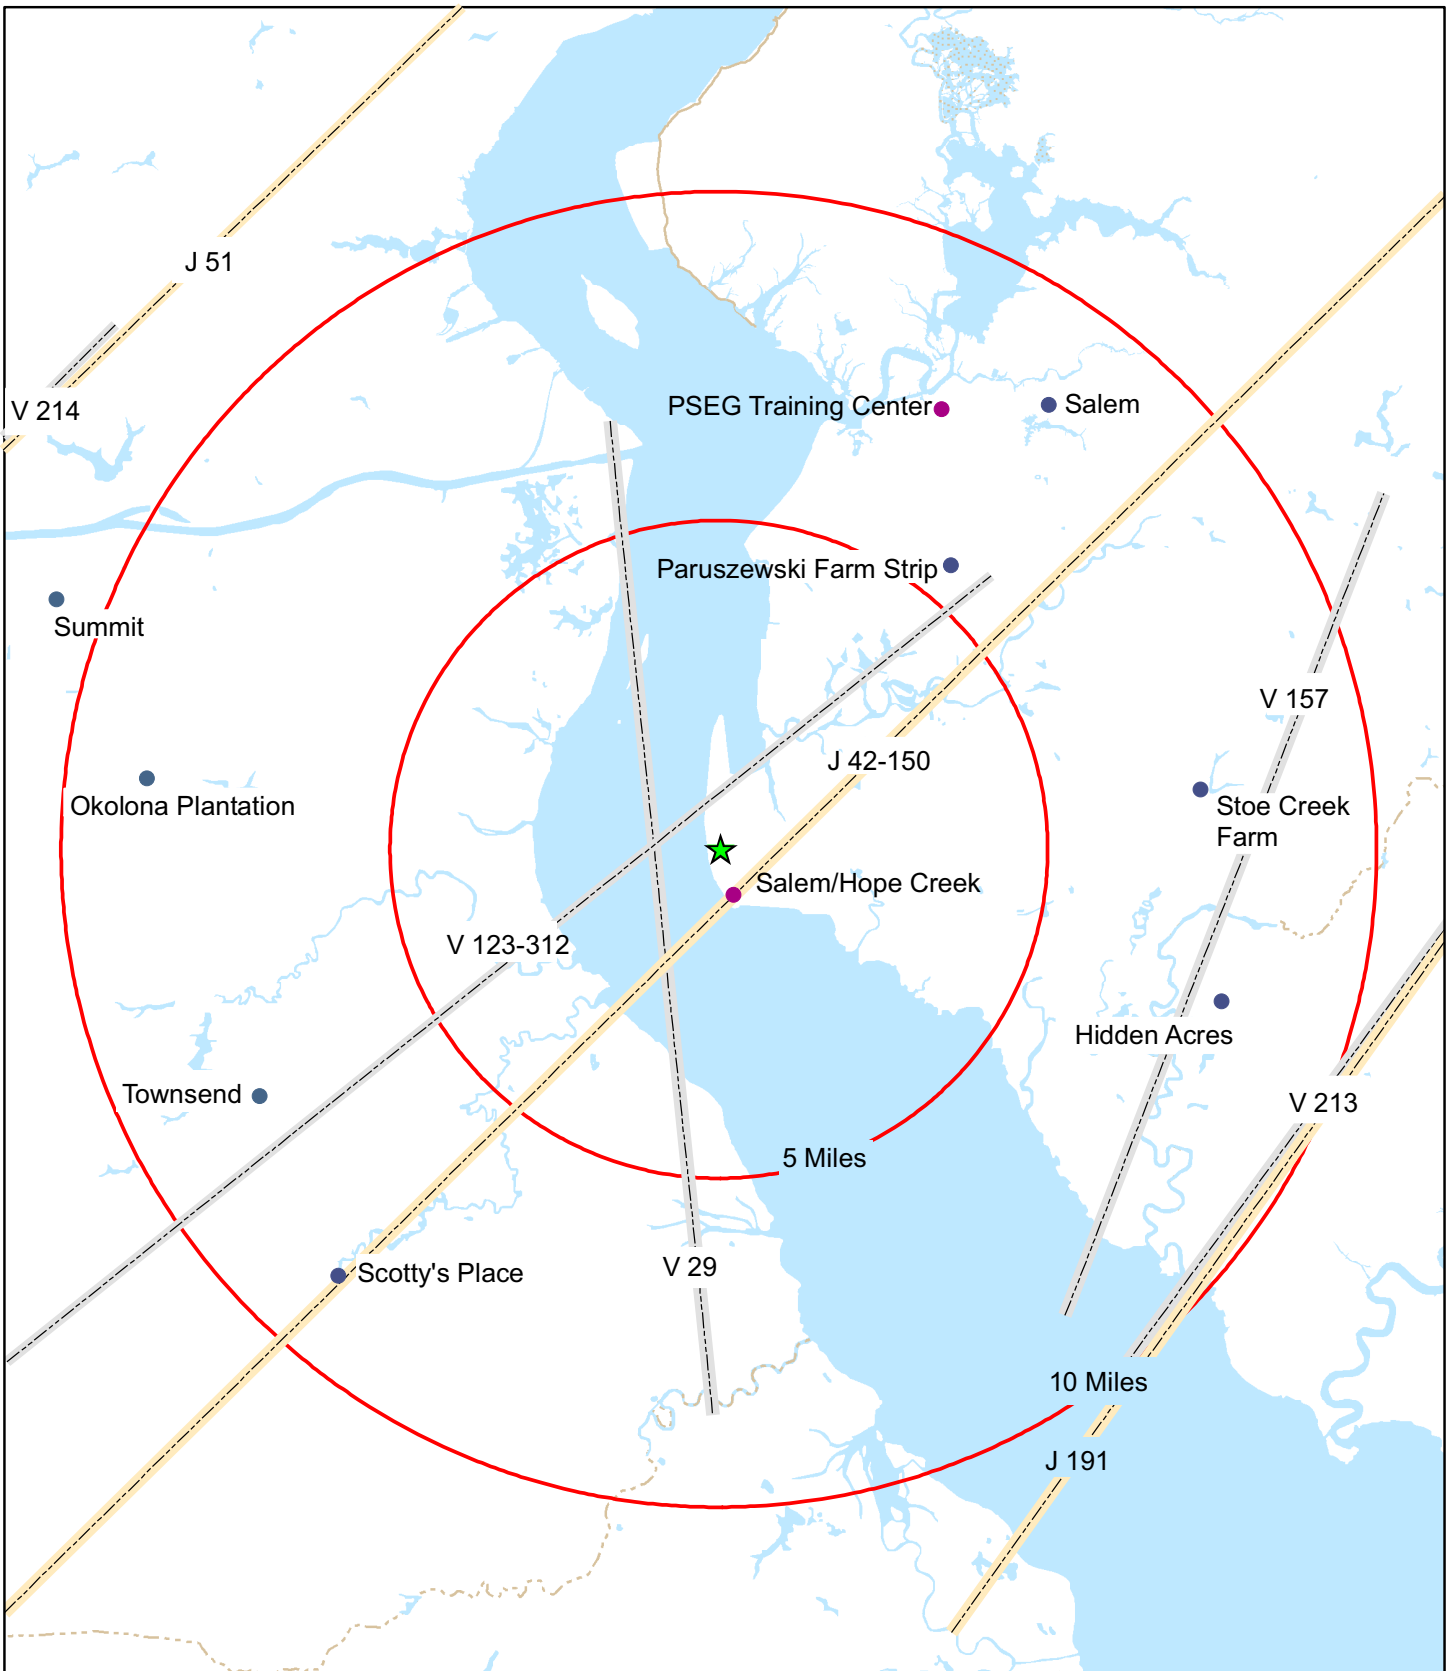 J 51
V 214
PSEG Training Center
Salem
Paruszewski Farm Strip
Summit
V 157
J 42-150
Okolona Plantation
Stoe Creek
Farm
Salem/Hope Creek
V 123-312
Hidden Acres
Townsend
V 213
5 Miles
V 29
Scotty's Place
10 Miles
J 191